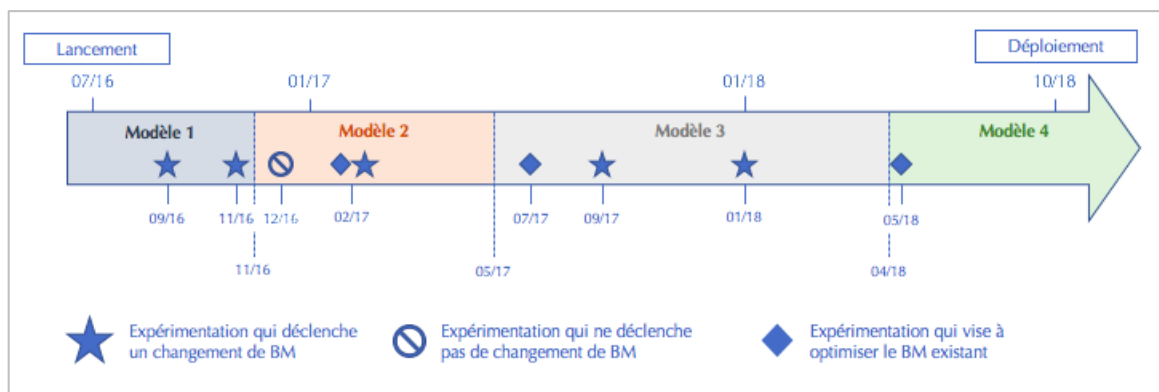 Lancement
Déploiement
07/16
01/17
01/18
10/18
Modèle 1
Modèle 2
Modèle 3
Modèle 4
09/16
11/16
12/16
02/17
07/17
09/17
01/18
05/18
11/16
05/17
04/18
Expérimentation qui déclenche
un changement de BM
Expérimentation qui ne déclenche
pas de changement de BM
Expérimentation qui vise à
optimiser le BM existant